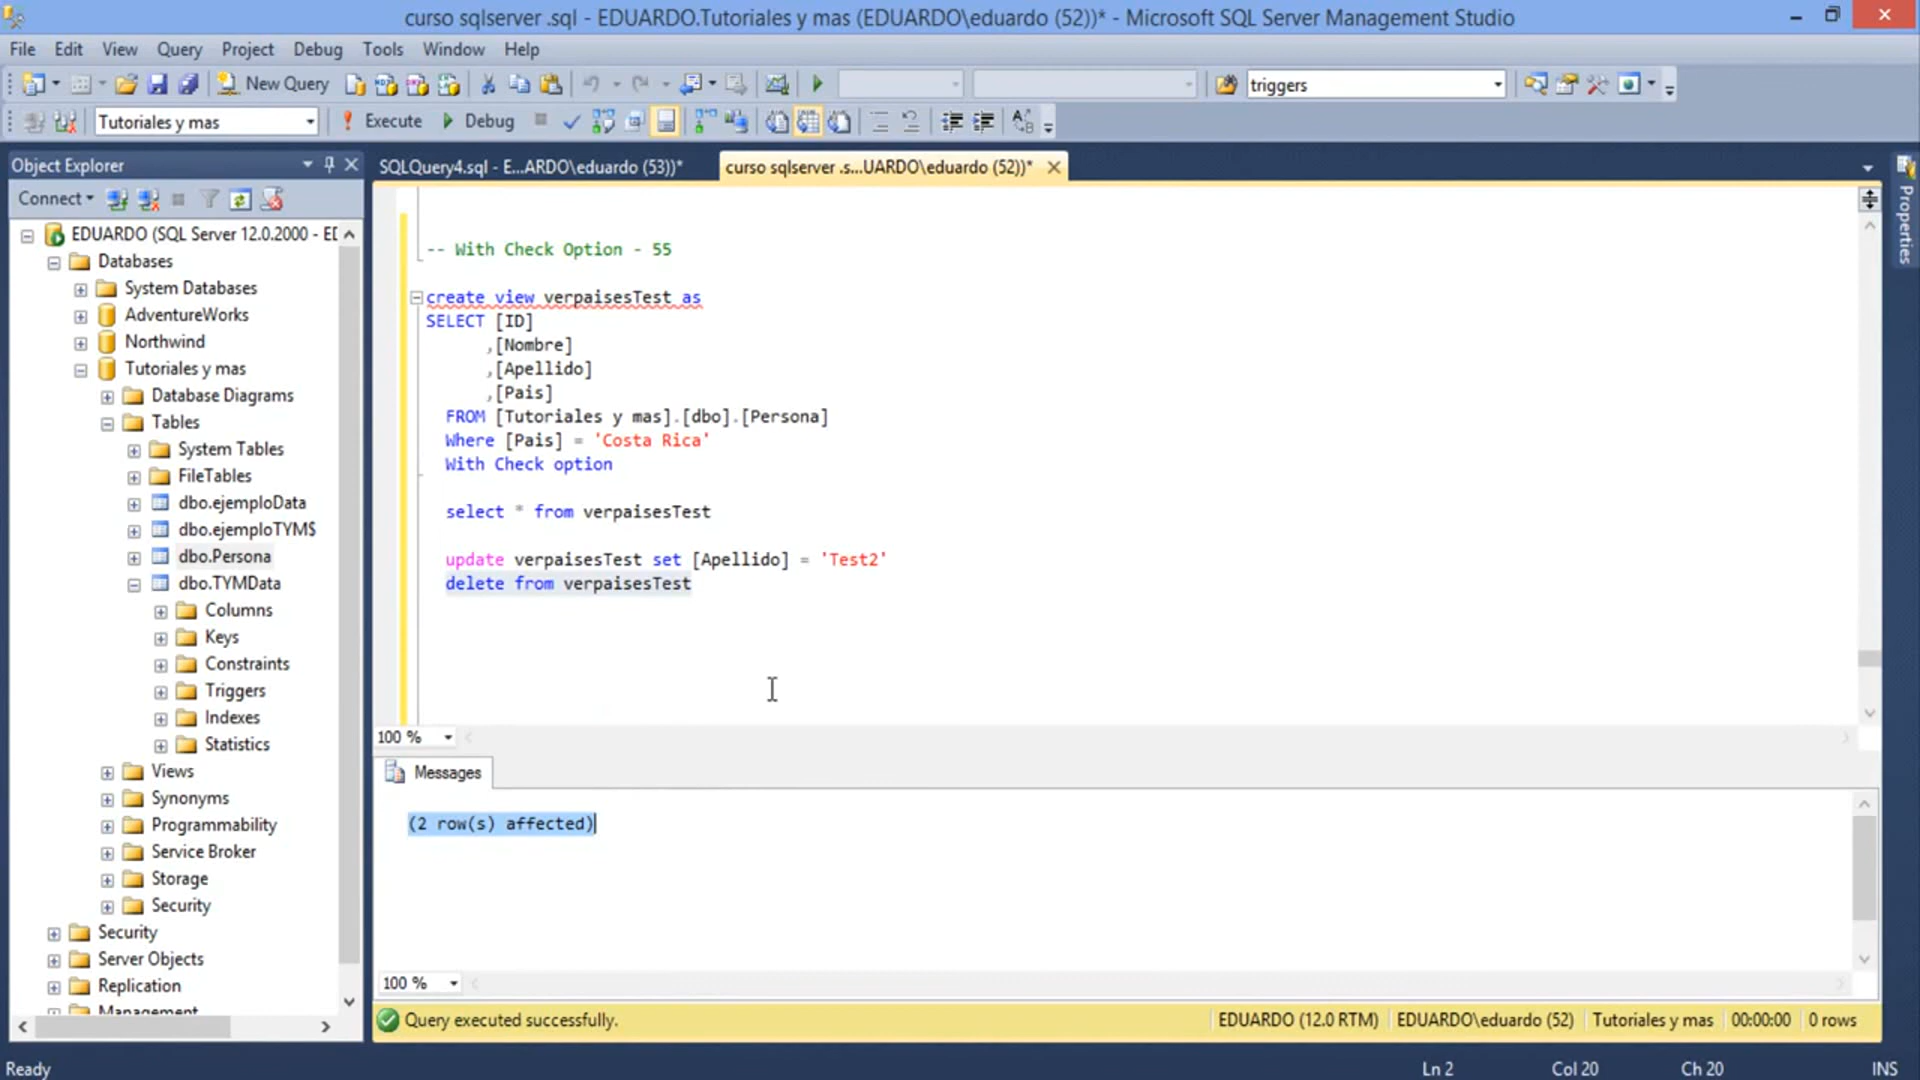 curso sqlserver .sql - EDUARDO.Tutoriales y mas (EDUARDO\eduardo (52))* - Microsoft SQL Server Management Studio
File Edit View Query Project Debug Tools Window Help
New Query triggers
Tutoriales y mas Execute Debug
Object Explorer
Connect
EDUARDO (SQL Server 12.0.2000 - ED
Databases
System Databases
AdventureWorks
Northwind
Tutoriales y mas
Database Diagrams
Tables
System Tables
FileTables
dbo.ejemploData
dbo.ejemploTYM$
dbo.Persona
dbo.TYMData
Columns
Keys
Constraints
Triggers
Indexes
Statistics
Views
Synonyms
Programmability
Service Broker
Storage
Security
Security
Server Objects
Replication
Management
SQLQuery4.sql - E...ARDO\eduardo (53))* curso sqlserver .s...UARDO\eduardo (52))*
-- With Check Option - 55
create view verpaisesTest as
SELECT [ID]
,[Nombre]
,[Apellido]
,[Pais]
FROM [Tutoriales y mas].[dbo].[Persona]
Where [Pais] = 'Costa Rica'
With Check option
select * from verpaisesTest
update verpaisesTest set [Apellido] = 'Test2'
delete from verpaisesTest
100 %
Messages
(2 row(s) affected)
100 %
Query executed successfully. EDUARDO (12.0 RTM) EDUARDO\eduardo (52) Tutoriales y mas 00:00:00 0 rows
Properties
Ready Ln 2 Col 20 Ch 20 INS